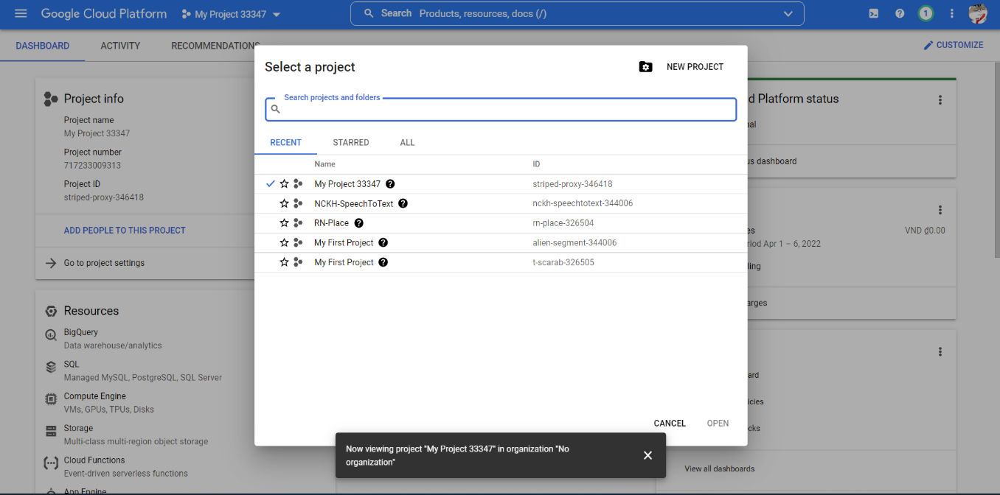 Google Cloud Platform
My Project 33347
Search Products, resources, docs (/)
1
DASHBOARD
ACTIVITY
RECOMMENDATIONS
CUSTOMIZE
Project info
Project name
My Project 33347
Project number
717233009313
Project ID
striped-proxy-346418
ADD PEOPLE TO THIS PROJECT
Go to project settings
Resources
BigQuery
Data warehouse/analytics
SQL
Managed MySQL, PostgreSQL, SQL Server
Compute Engine
VMs, GPUs, TPUs, Disks
Storage
Multi-class multi-region object storage
Cloud Functions
Event-driven serverless functions
App Engine
Select a project
NEW PROJECT
Search projects and folders
RECENT
STARRED
ALL
Name ID
My Project 33347 striped-proxy-346418
NCKH-SpeechToText nckh-speechtotext-344006
RN-Place rn-place-326504
My First Project alien-segment-344006
My First Project t-scarab-326505
CANCEL
OPEN
Now viewing project "My Project 33347" in organization "No
organization"
d Platform status
nal
us dashboard
es
VND ₫0.00
riod Apr 1 – 6, 2022
ling
arges
ard
icies
cks
View all dashboards